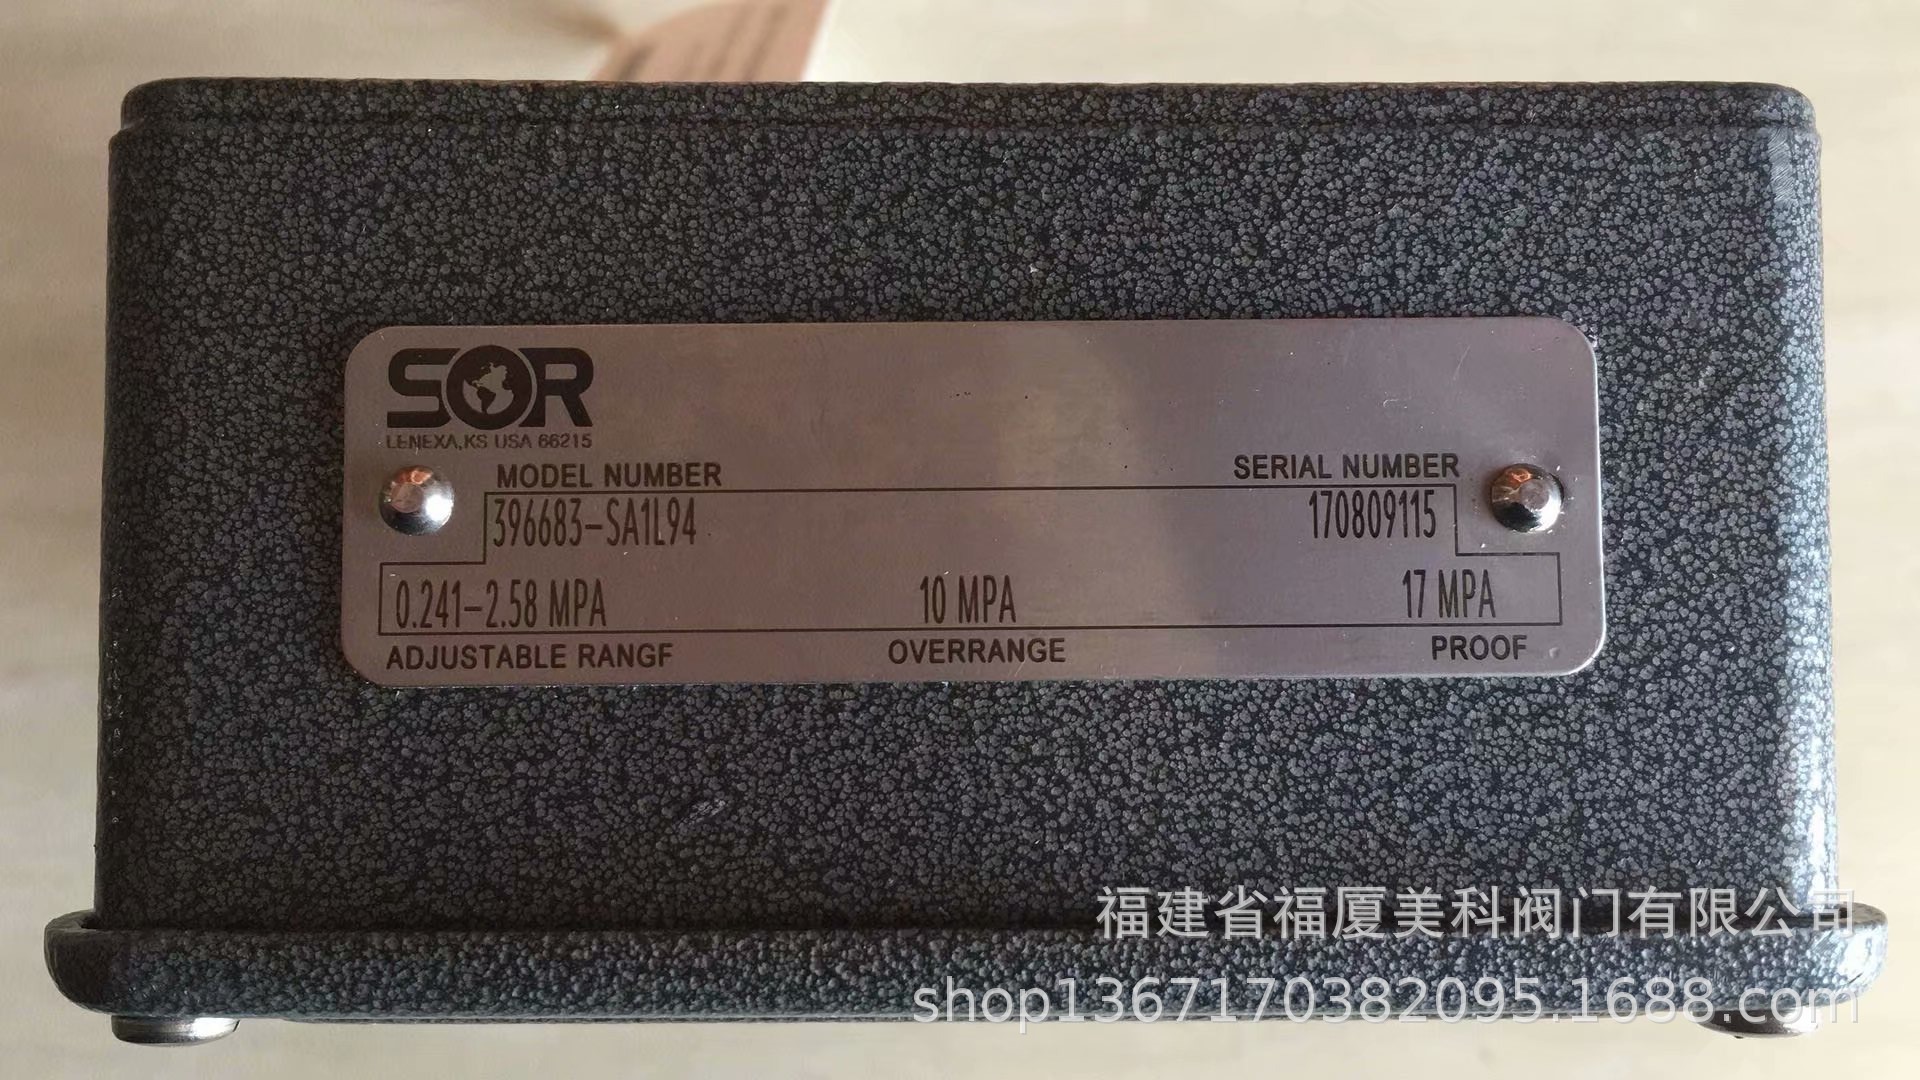 SOR
LENEXA, KS USA 66215
MODEL NUMBER SERIAL NUMBER
396683-SA1L94 170809115
0.241-2.58 MPA 10 MPA 17 MPA
ADJUSTABLE RANGF OVERRANGE PROOF
福建省福厦美科阀门有限公司
shop1367170382095.1688.com